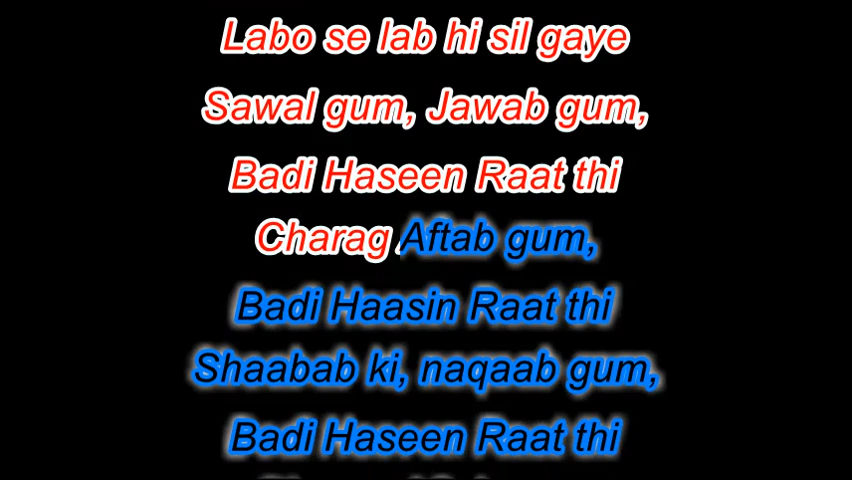 Labo se lab hi sil gaye
Sawal gum, Jawab gum,
Badi Haseen Raat thi
Charag Aftab gum,
Badi Haasin Raat thi
Shaabab ki, naqaab gum,
Badi Haseen Raat thi